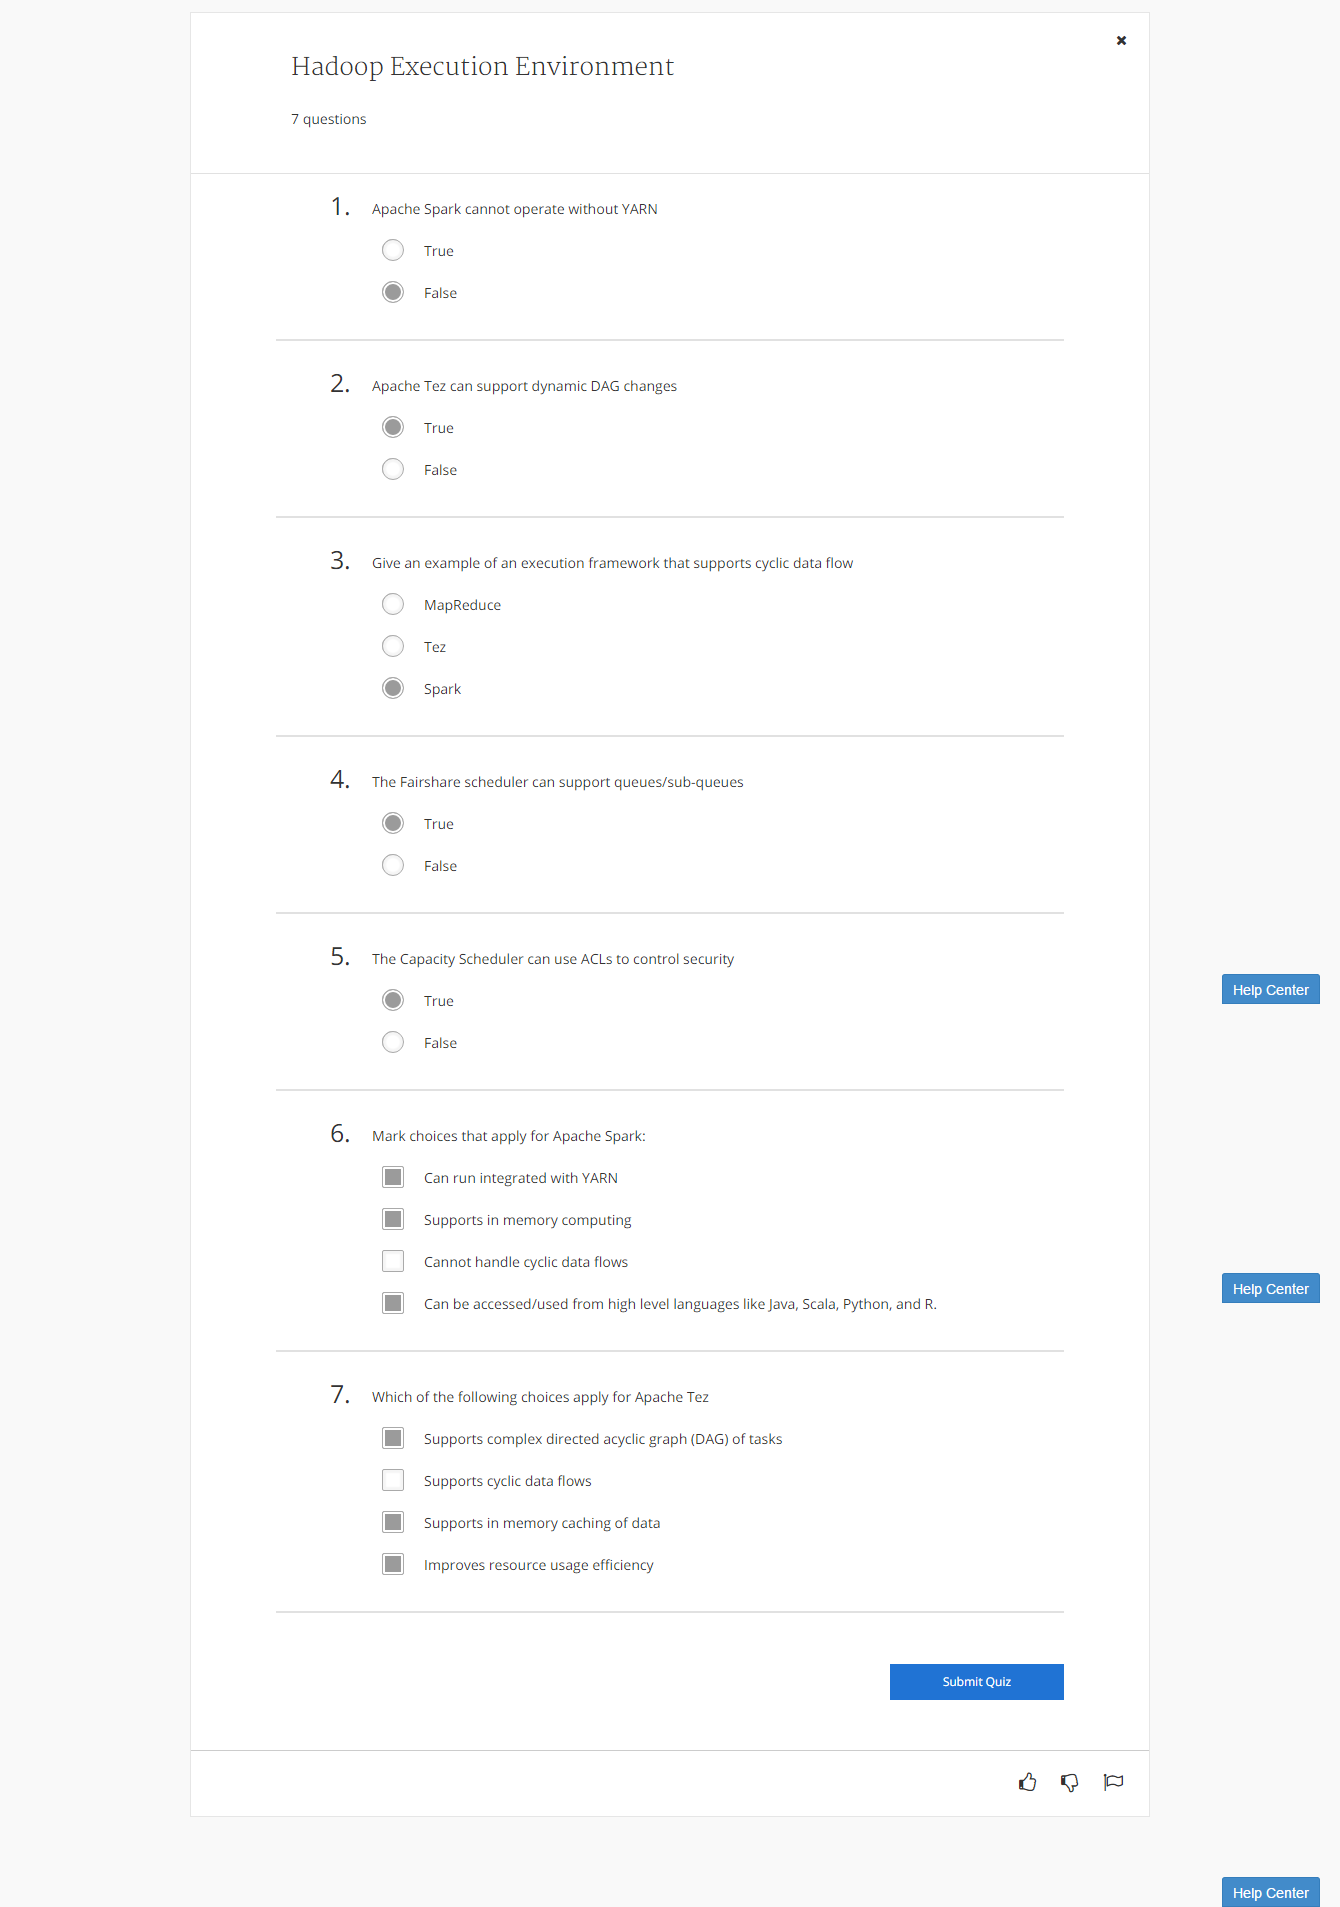 Hadoop Execution Environment
7 questions
1. Apache Spark cannot operate without YARN
True
False
2. Apache Tez can support dynamic DAG changes
True
False
3. Give an example of an execution framework that supports cyclic data flow
MapReduce
Tez
Spark
4. The Fairshare scheduler can support queues/sub-queues
True
False
5. The Capacity Scheduler can use ACLs to control security
True
False
Help Center
6. Mark choices that apply for Apache Spark:
Can run integrated with YARN
Supports in memory computing
Cannot handle cyclic data flows
Can be accessed/used from high level languages like Java, Scala, Python, and R.
Help Center
7. Which of the following choices apply for Apache Tez
Supports complex directed acyclic graph (DAG) of tasks
Supports cyclic data flows
Supports in memory caching of data
Improves resource usage efficiency
Submit Quiz
Help Center